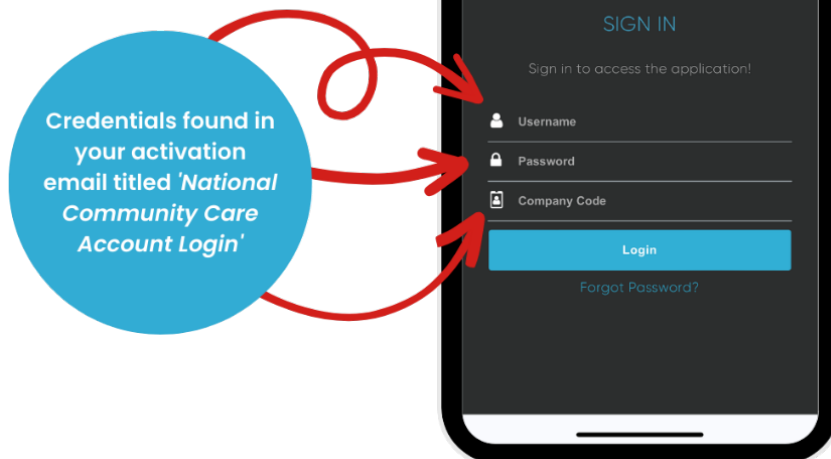 Credentials found in
your activation
email titled 'National
Community Care
Account Login'
SIGN IN
Sign in to access the application!
Username
Password
Company Code
Login
Forgot Password?